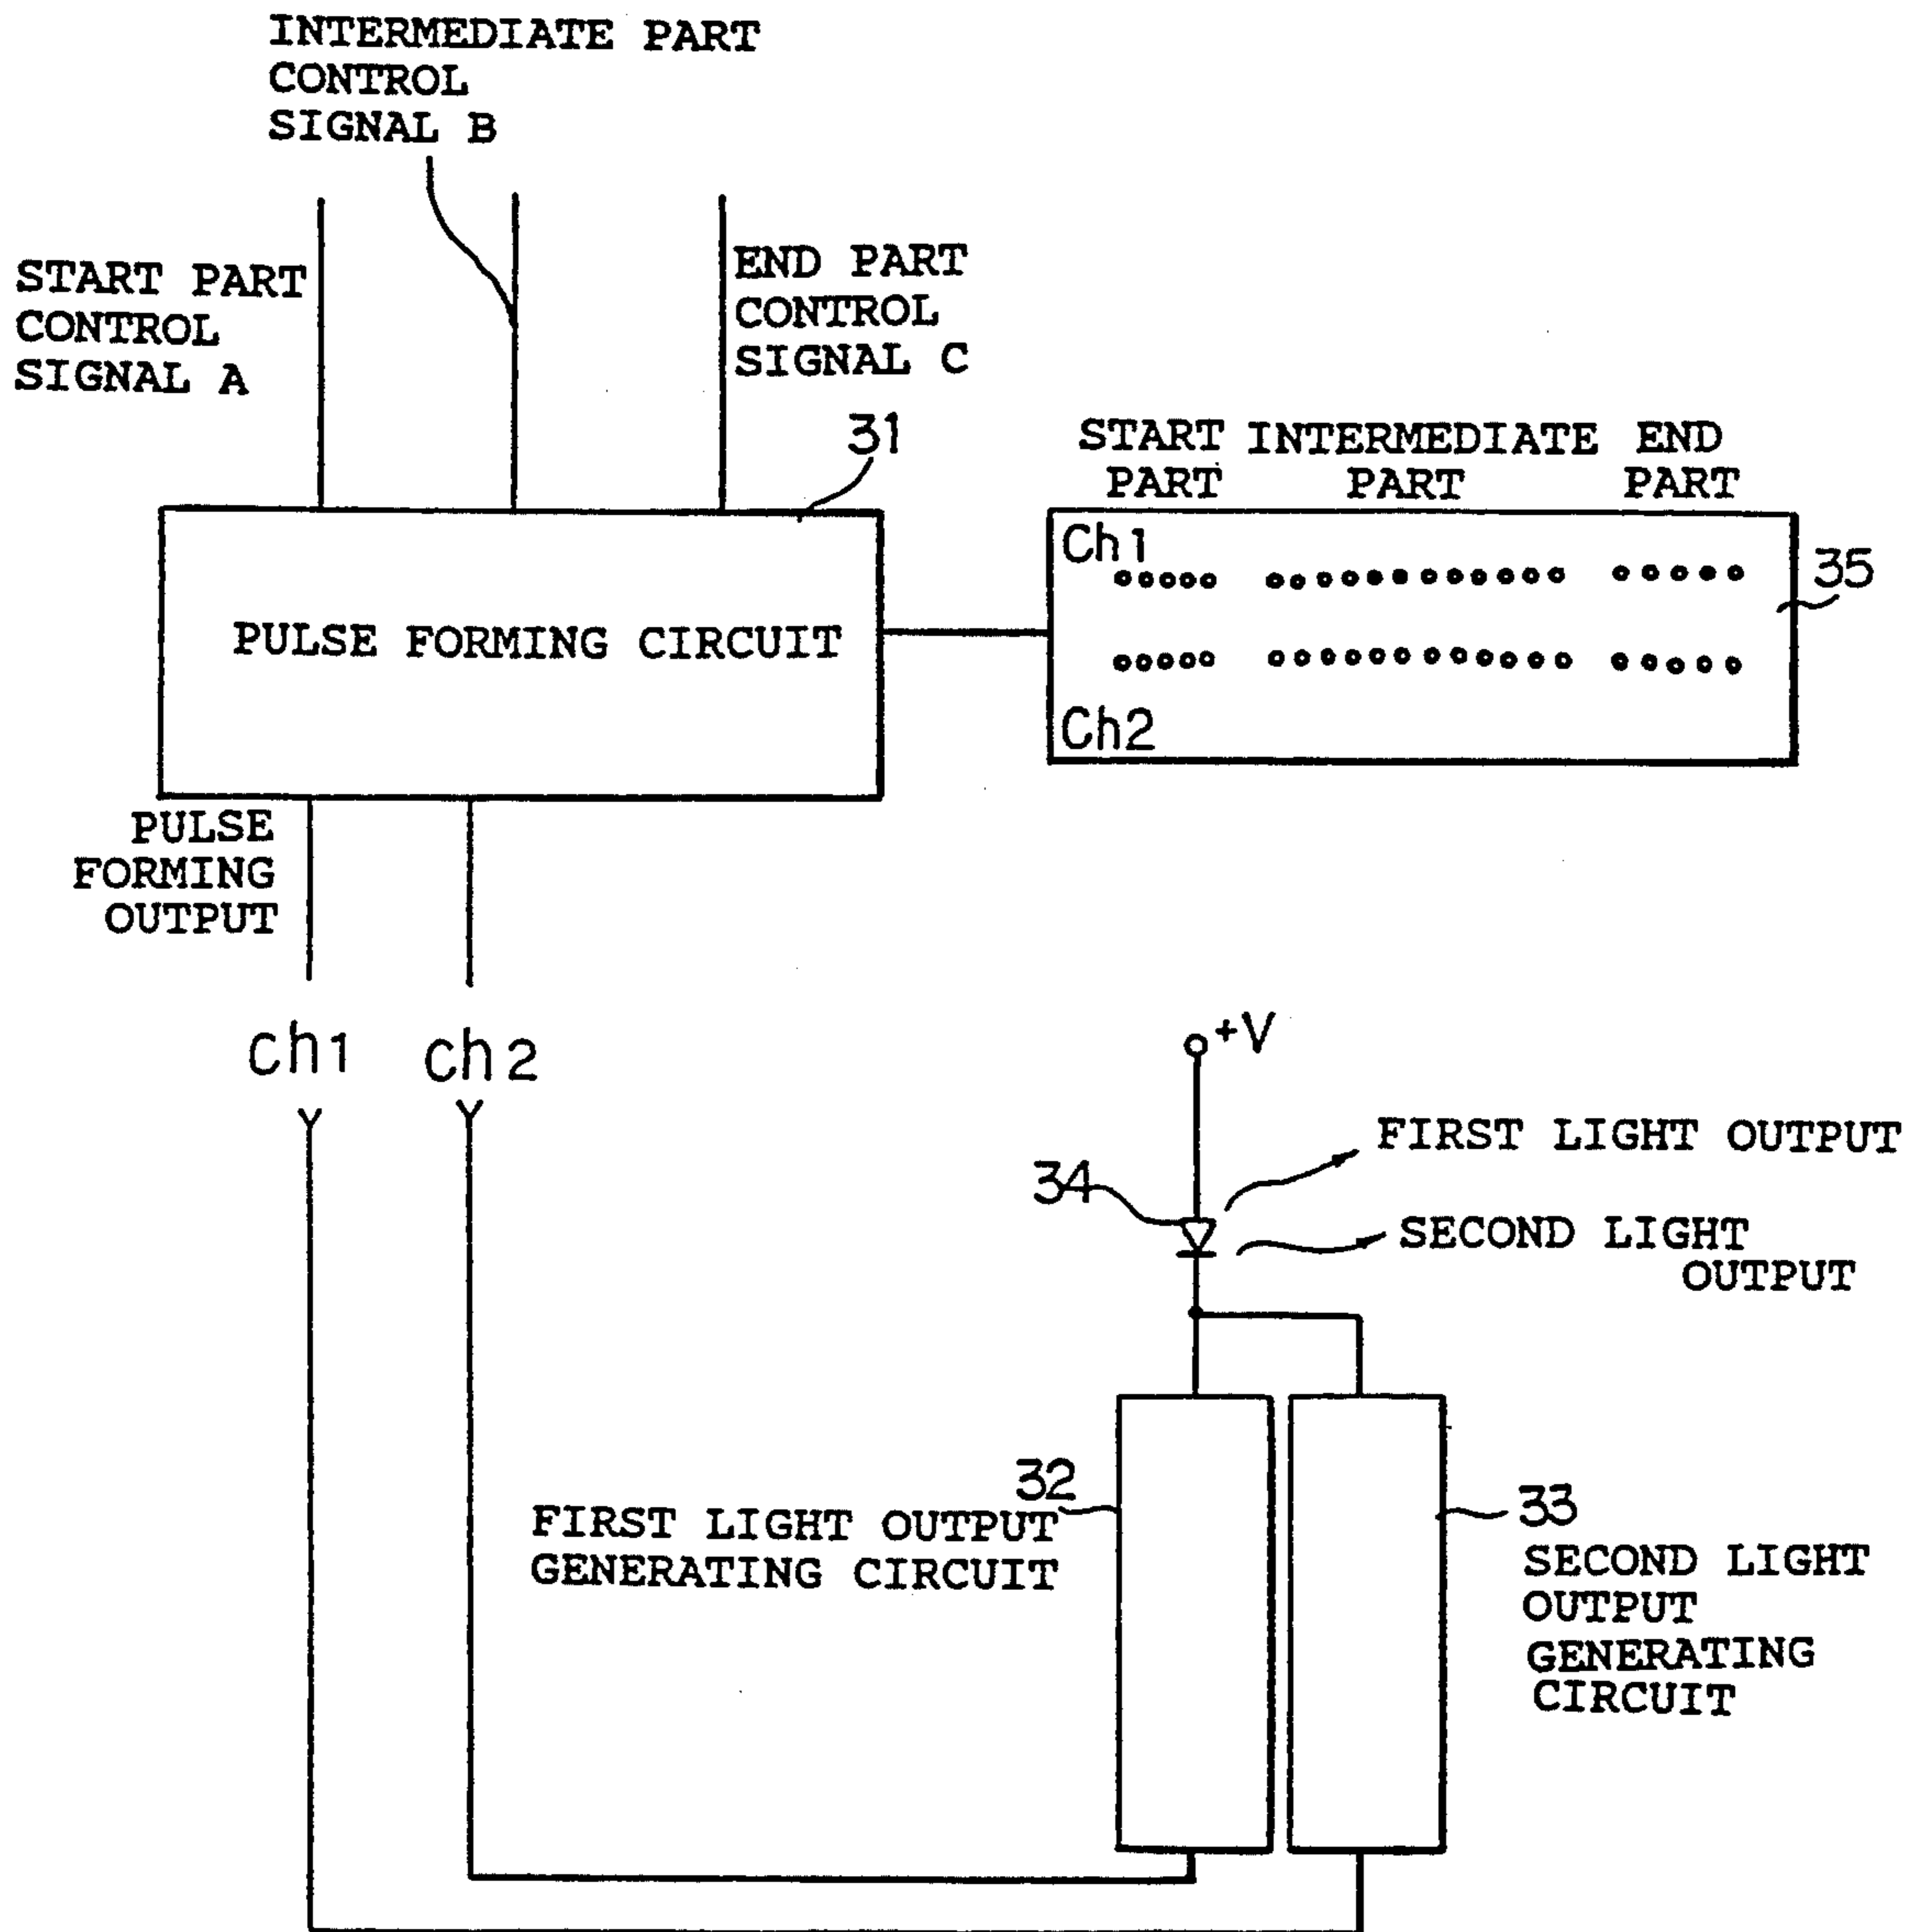 INTERMEDIATE PART
CONTROL
SIGNAL B
START PART
CONTROL
SIGNAL A
END PART
CONTROL
SIGNAL C
31
START
PART
INTERMEDIATE
PART
END
PART
Ch1
Ch2
35
PULSE FORMING CIRCUIT
PULSE
FORMING
OUTPUT
Ch1
Ch2
+V
34
FIRST LIGHT OUTPUT
SECOND LIGHT
OUTPUT
32
FIRST LIGHT OUTPUT
GENERATING CIRCUIT
33
SECOND LIGHT
OUTPUT
GENERATING
CIRCUIT